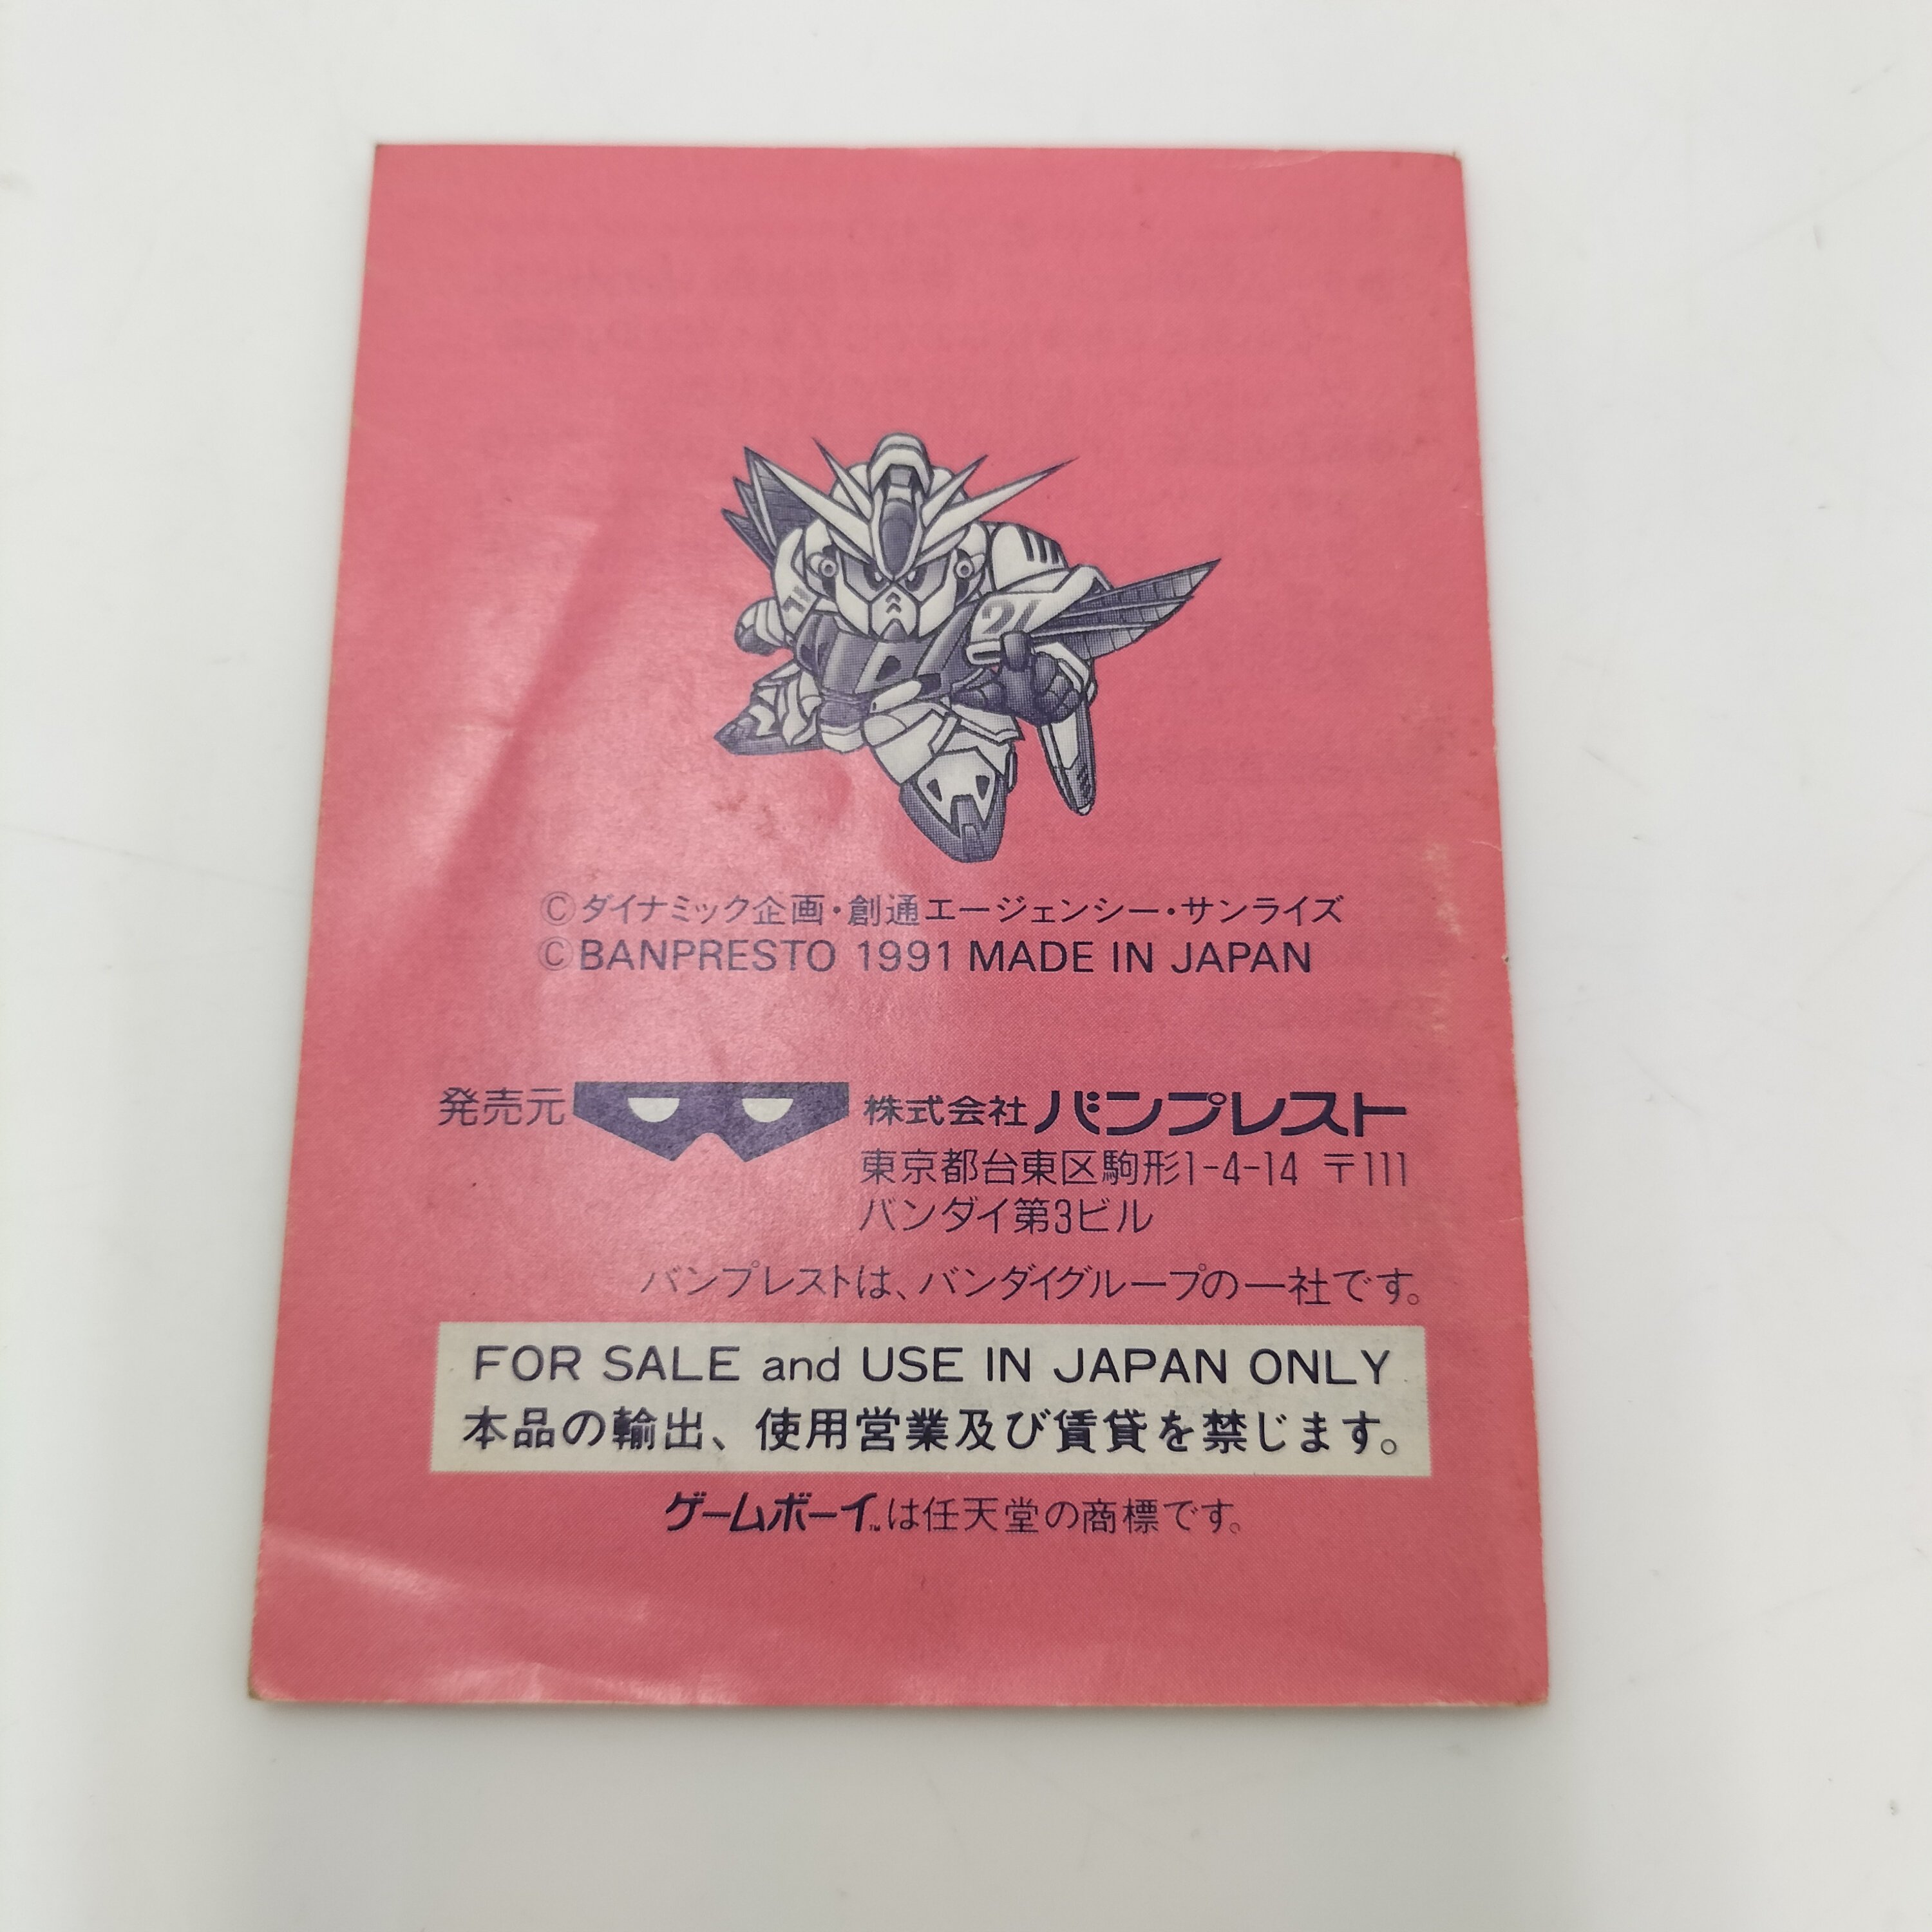 24
©ダイナミック企画・創通エージェンシー・サンライズ
©BANPRESTO 1991 MADE IN JAPAN
発売元 株式会社バンプレスト
東京都台東区駒形1-4-14 〒111
バンダイ第3ビル
バンプレストは、バンダイグループの一社です。
FOR SALE and USE IN JAPAN ONLY
本品の輸出、使用営業及び賃貸を禁じます。
ゲームボーイ™は任天堂の商標です。